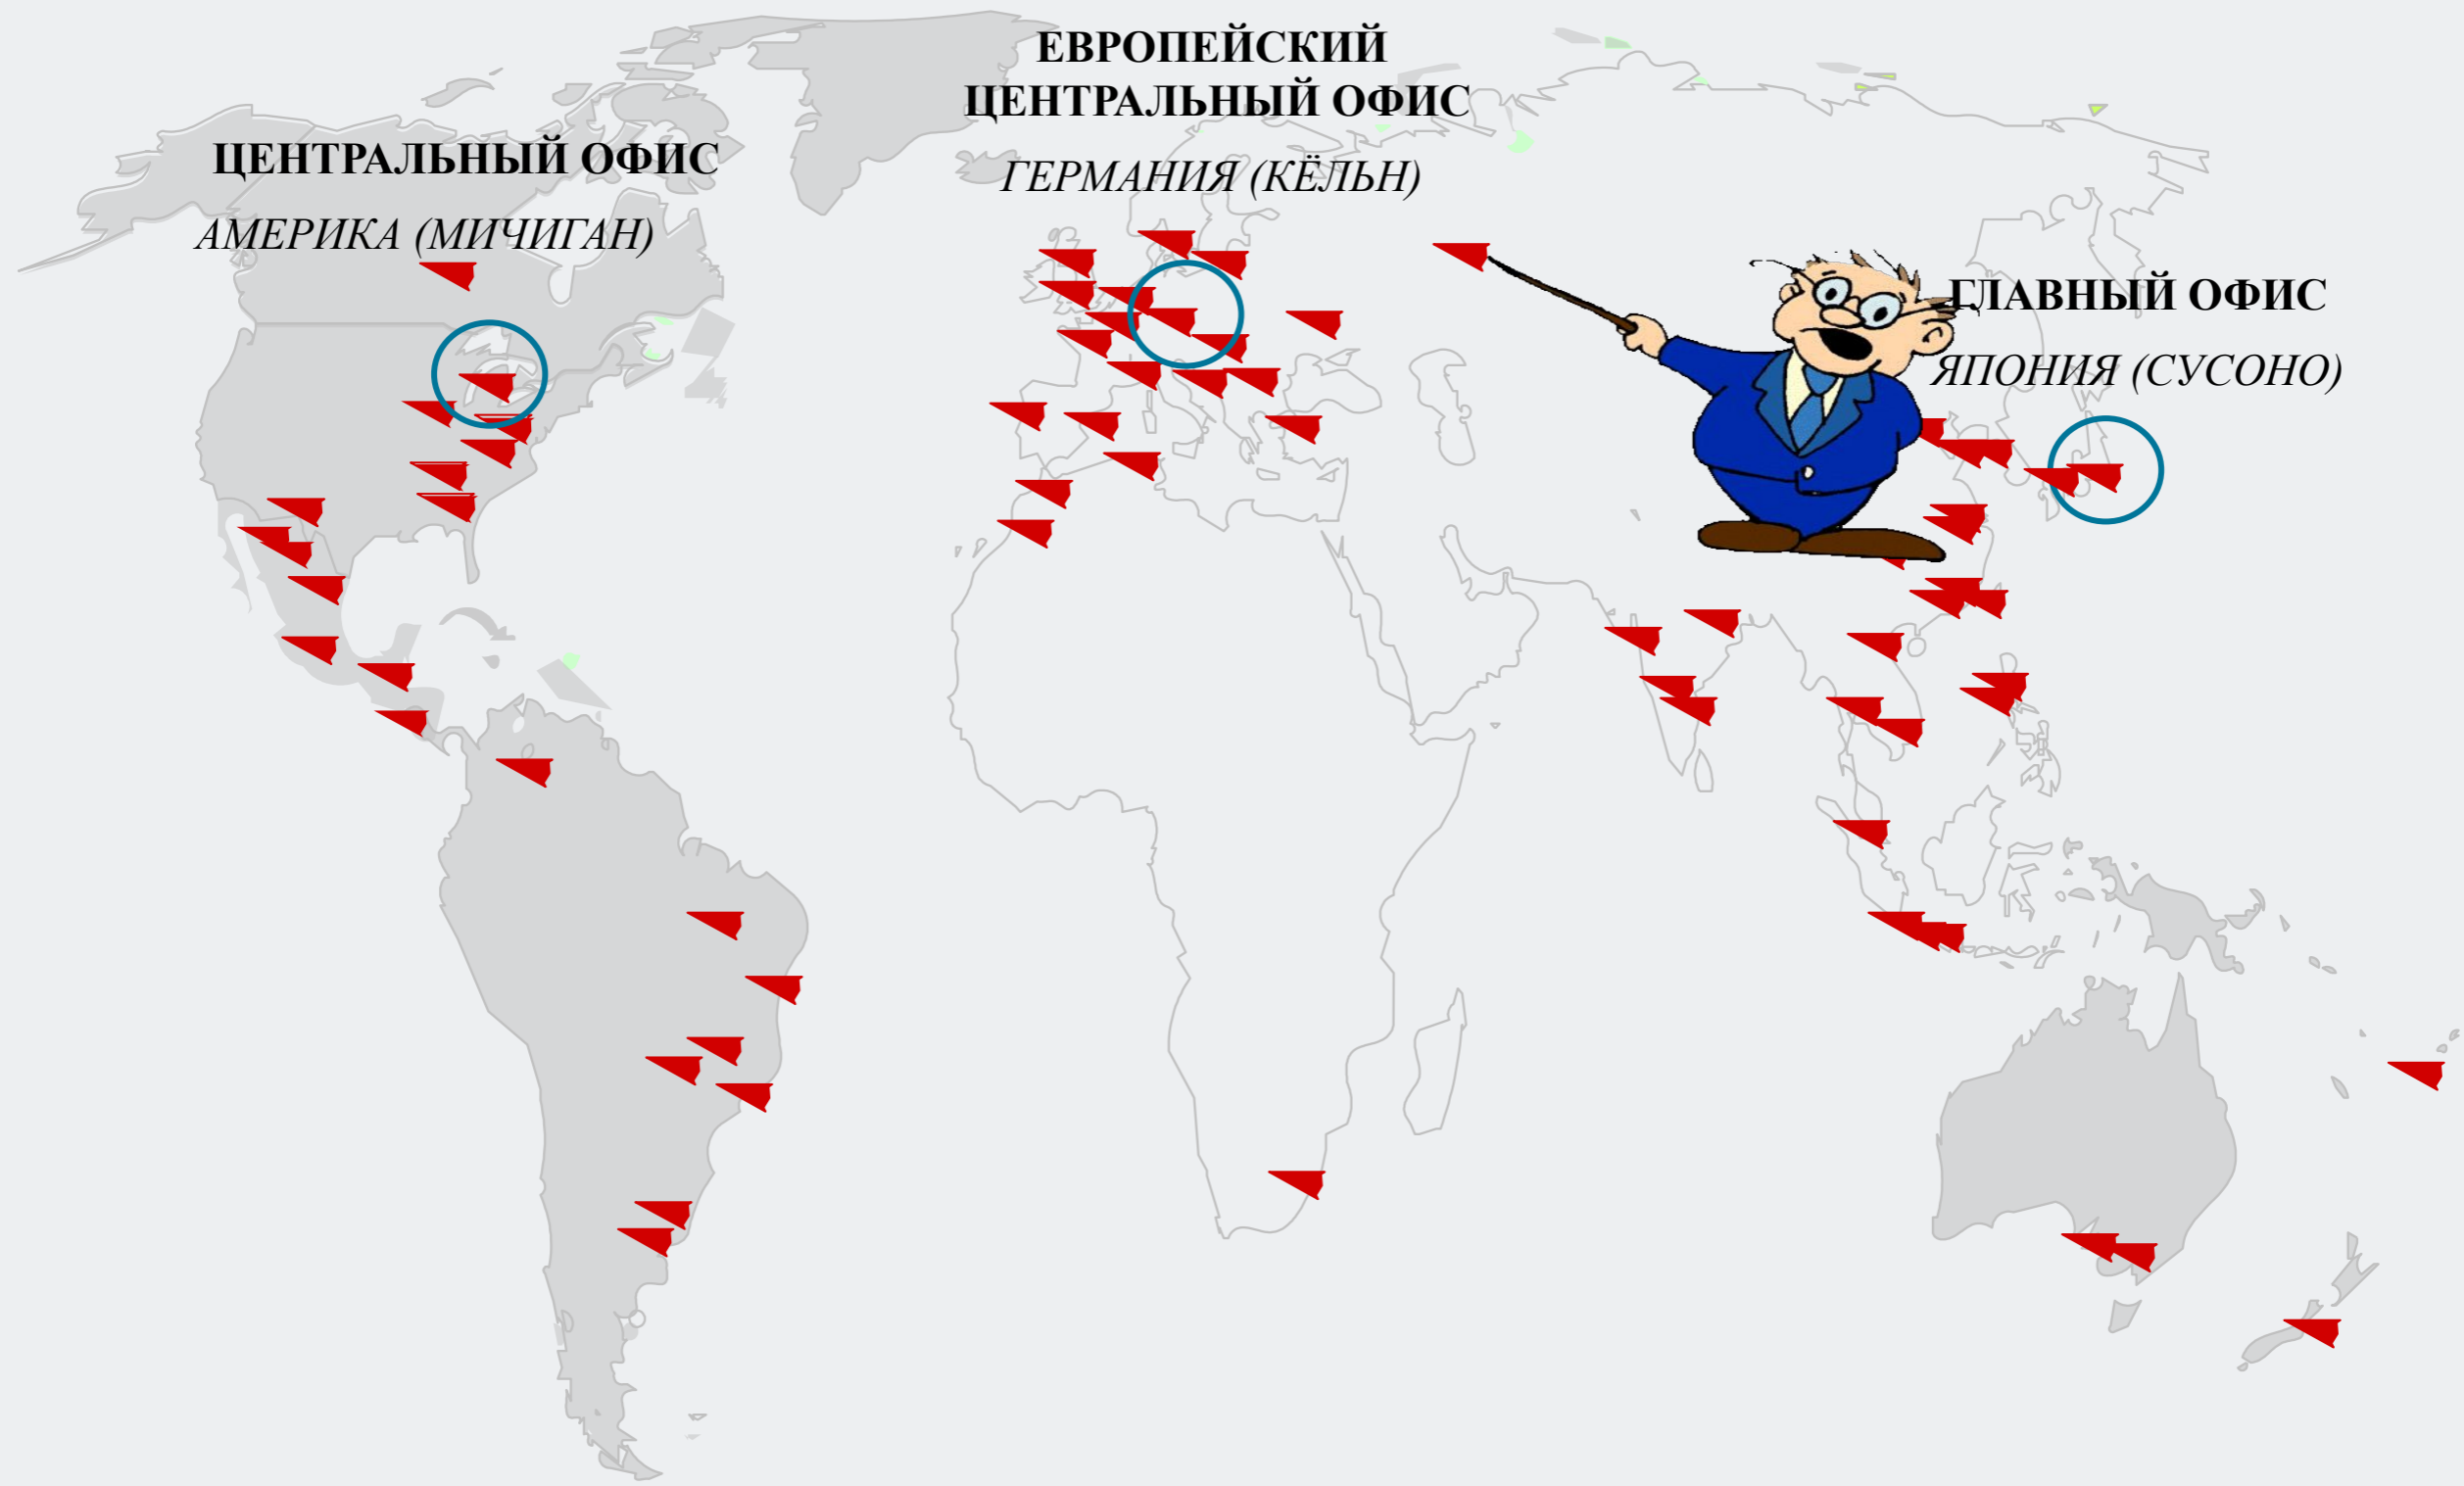 ЕВРОПЕЙСКИЙ
ЦЕНТРАЛЬНЫЙ ОФИС
ГЕРМАНИЯ (КЁЛЬН)
ЦЕНТРАЛЬНЫЙ ОФИС
АМЕРИКА (МИЧИГАН)
ГЛАВНЫЙ ОФИС
ЯПОНИЯ (СУСОНО)